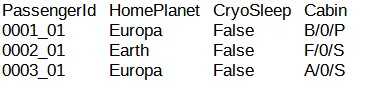 PassengerId HomePlanet CryoSleep Cabin
0001_01 Europa False B/0/P
0002_01 Earth False F/0/S
0003_01 Europa False A/0/S